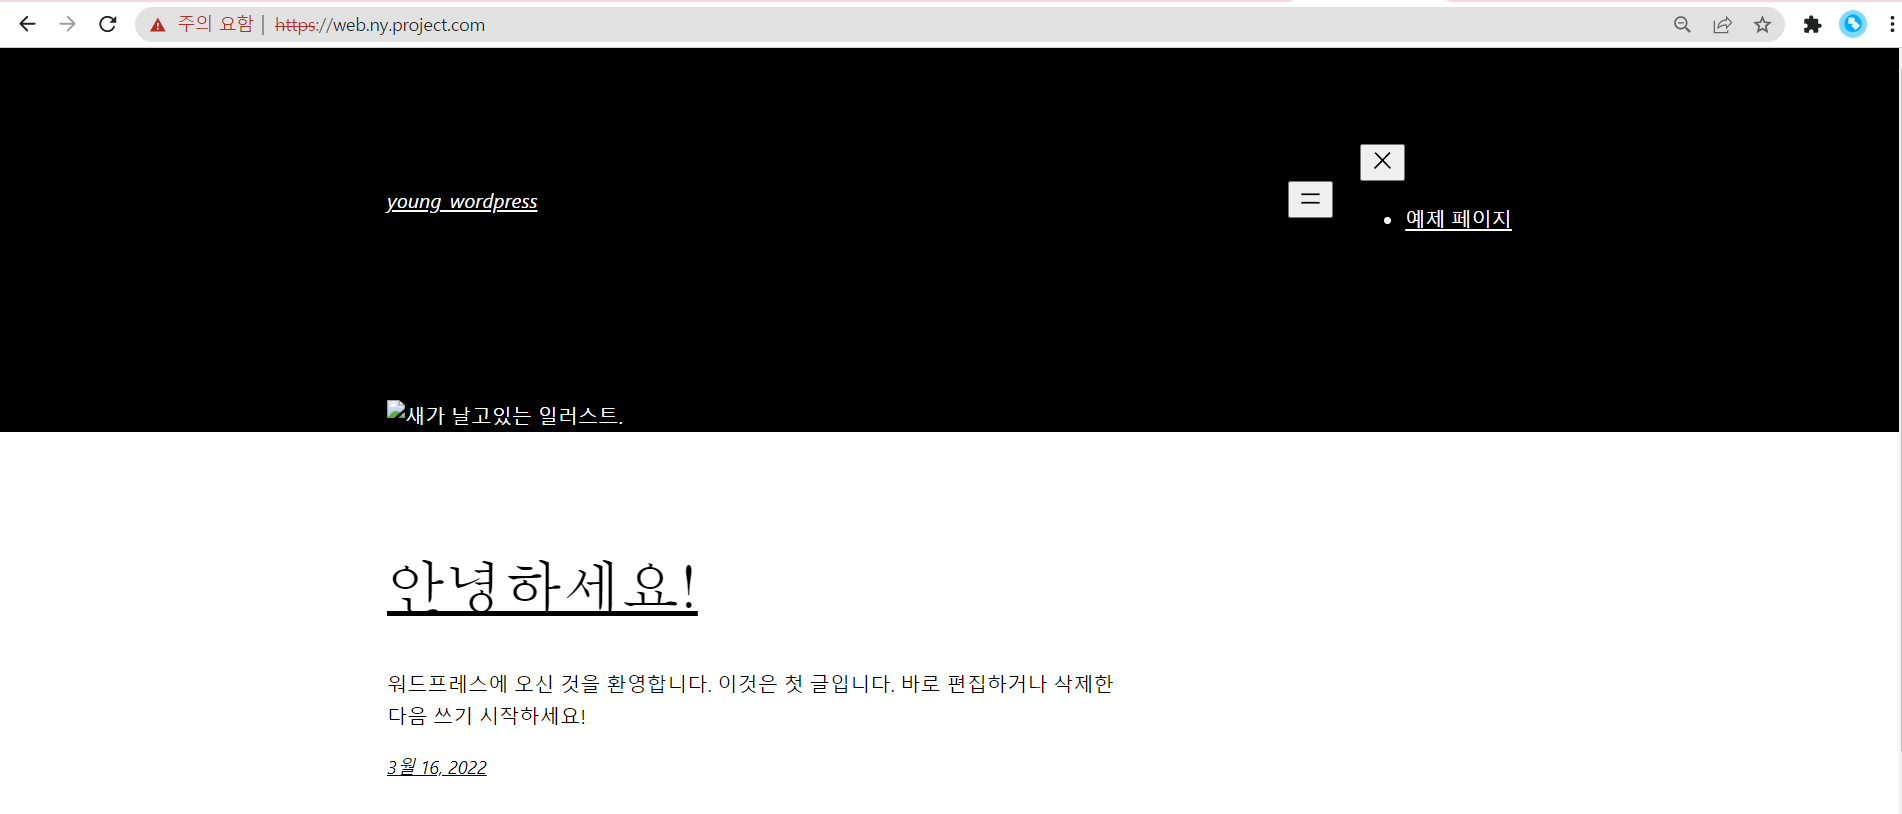 주의 요함 | https://web.ny.project.com
young_wordpress
예제 페이지
새가 날고있는 일러스트.
안녕하세요!
워드프레스에 오신 것을 환영합니다. 이것은 첫 글입니다. 바로 편집하거나 삭제한
다음 쓰기 시작하세요!
3월 16, 2022